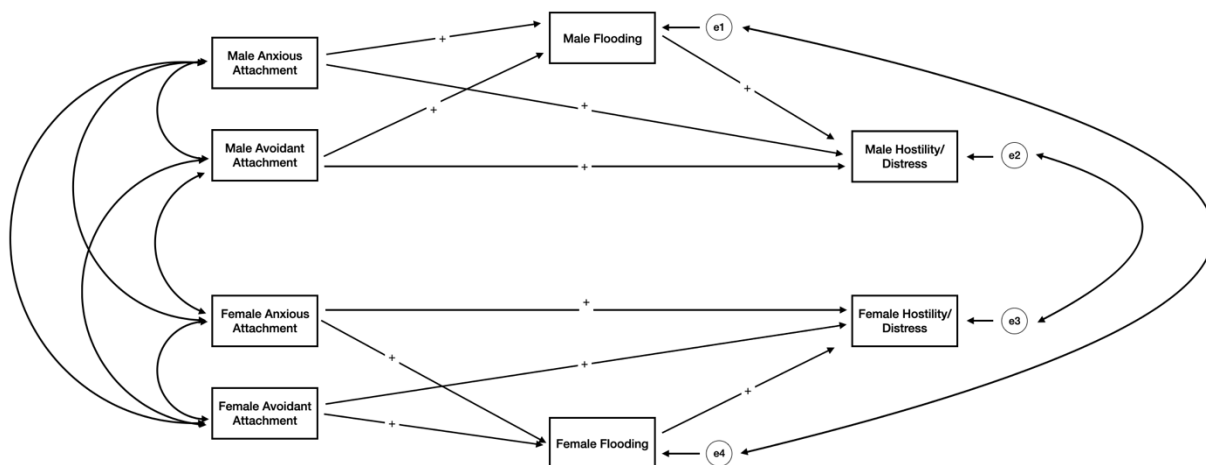 Male Flooding
e1
+
Male Anxious
Attachment
+
+
+
Male Avoidant
Attachment
Male Hostility/
Distress
e2
+
Female Anxious
Attachment
+
Female Hostility/
Distress
e3
+
+
Female Avoidant
Attachment
+
+
Female Flooding
e4